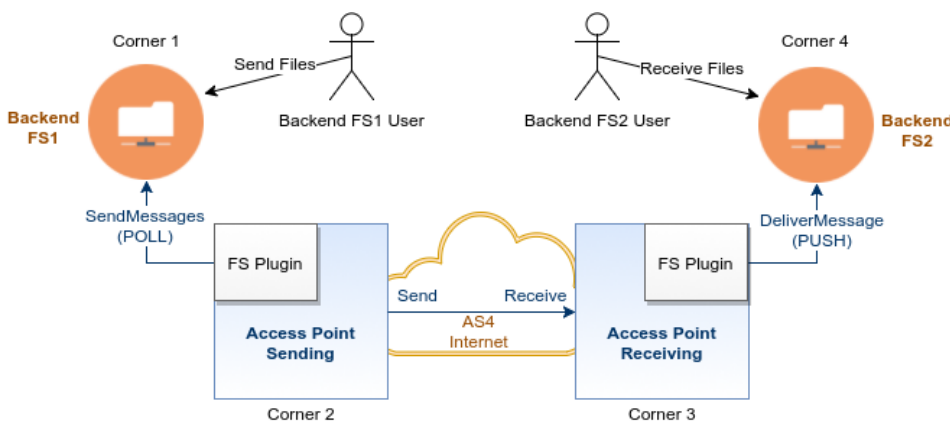 Corner 1
Corner 4
Send Files
Receive Files
Backend
FS1
Backend FS1 User
Backend FS2 User
Backend
FS2
SendMessages
(POLL)
DeliverMessage
(PUSH)
FS Plugin
FS Plugin
Send
Receive
AS4
Internet
Access Point
Sending
Access Point
Receiving
Corner 2
Corner 3